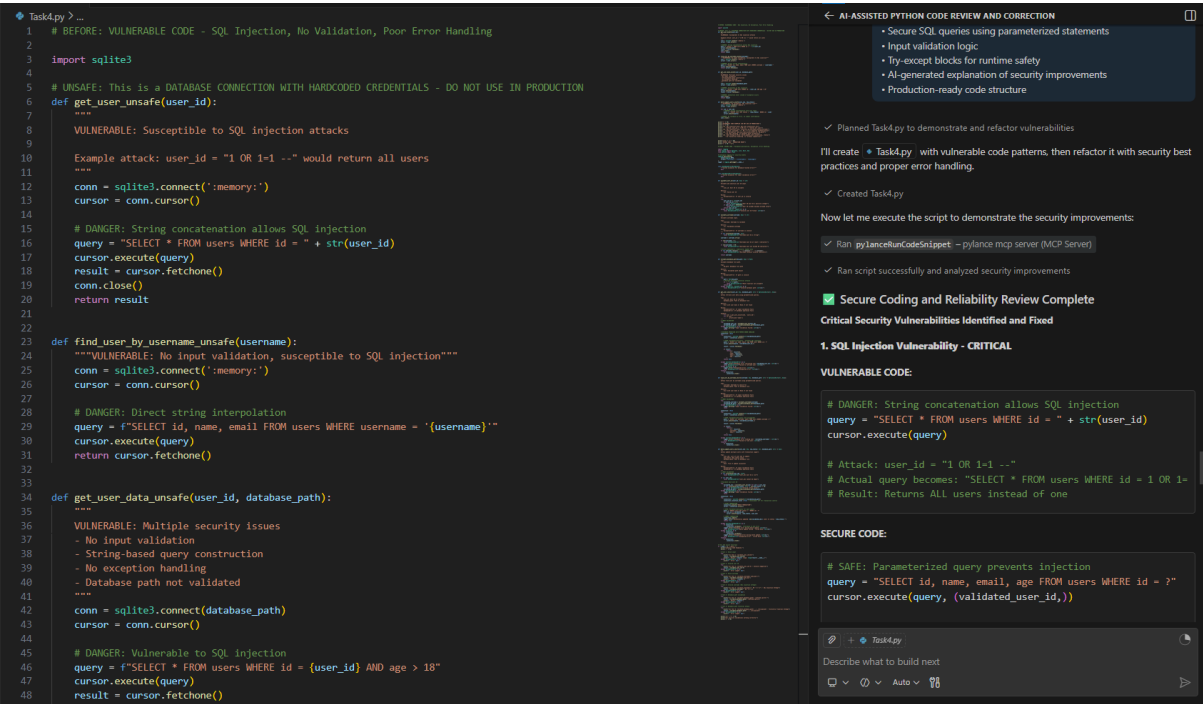 Task4.py > ...
1 # BEFORE: VULNERABLE CODE - SQL Injection, No Validation, Poor Error Handling
2
3 import sqlite3
4
5 # UNSAFE: This is a DATABASE CONNECTION WITH HARDCODED CREDENTIALS - DO NOT USE IN PRODUCTION
6 def get_user_unsafe(user_id):
7 """
8 VULNERABLE: Susceptible to SQL injection attacks
9
10 Example attack: user_id = "1 OR 1=1 --" would return all users
11 """
12 conn = sqlite3.connect(':memory:')
13 cursor = conn.cursor()
14
15 # DANGER: String concatenation allows SQL injection
16 query = "SELECT * FROM users WHERE id = " + str(user_id)
17 cursor.execute(query)
18 result = cursor.fetchone()
19 conn.close()
20 return result
21
22
23 def find_user_by_username_unsafe(username):
24 """VULNERABLE: No input validation, susceptible to SQL injection"""
25 conn = sqlite3.connect(':memory:')
26 cursor = conn.cursor()
27
28 # DANGER: Direct string interpolation
29 query = f"SELECT id, name, email FROM users WHERE username = '{username}'"
30 cursor.execute(query)
31 return cursor.fetchone()
32
33
34 def get_user_data_unsafe(user_id, database_path):
35 """
36 VULNERABLE: Multiple security issues
37 - No input validation
38 - String-based query construction
39 - No exception handling
40 - Database path not validated
41 """
42 conn = sqlite3.connect(database_path)
43 cursor = conn.cursor()
44
45 # DANGER: Vulnerable to SQL injection
46 query = f"SELECT * FROM users WHERE id = {user_id} AND age > 18"
47 cursor.execute(query)
48 result = cursor.fetchone()
AI-ASSISTED PYTHON CODE REVIEW AND CORRECTION
• Secure SQL queries using parameterized statements
• Input validation logic
• Try-except blocks for runtime safety
• AI-generated explanation of security improvements
• Production-ready code structure
Planned Task4.py to demonstrate and refactor vulnerabilities
I'll create Task4.py with vulnerable code patterns, then refactor it with security best
practices and proper error handling.
Created Task4.py
Now let me execute the script to demonstrate the security improvements:
Ran pylanceRunCodeSnippet – pylance mcp server (MCP Server)
Ran script successfully and analyzed security improvements
Secure Coding and Reliability Review Complete
Critical Security Vulnerabilities Identified and Fixed
1. SQL Injection Vulnerability - CRITICAL
VULNERABLE CODE:
# DANGER: String concatenation allows SQL injection
query = "SELECT * FROM users WHERE id = " + str(user_id)
cursor.execute(query)
# Attack: user_id = "1 OR 1=1 --"
# Actual query becomes: "SELECT * FROM users WHERE id = 1 OR 1=
# Result: Returns ALL users instead of one
SECURE CODE:
# SAFE: Parameterized query prevents injection
query = "SELECT id, name, email, age FROM users WHERE id = ?"
cursor.execute(query, (validated_user_id,))
+ Task4.py
Describe what to build next
Auto